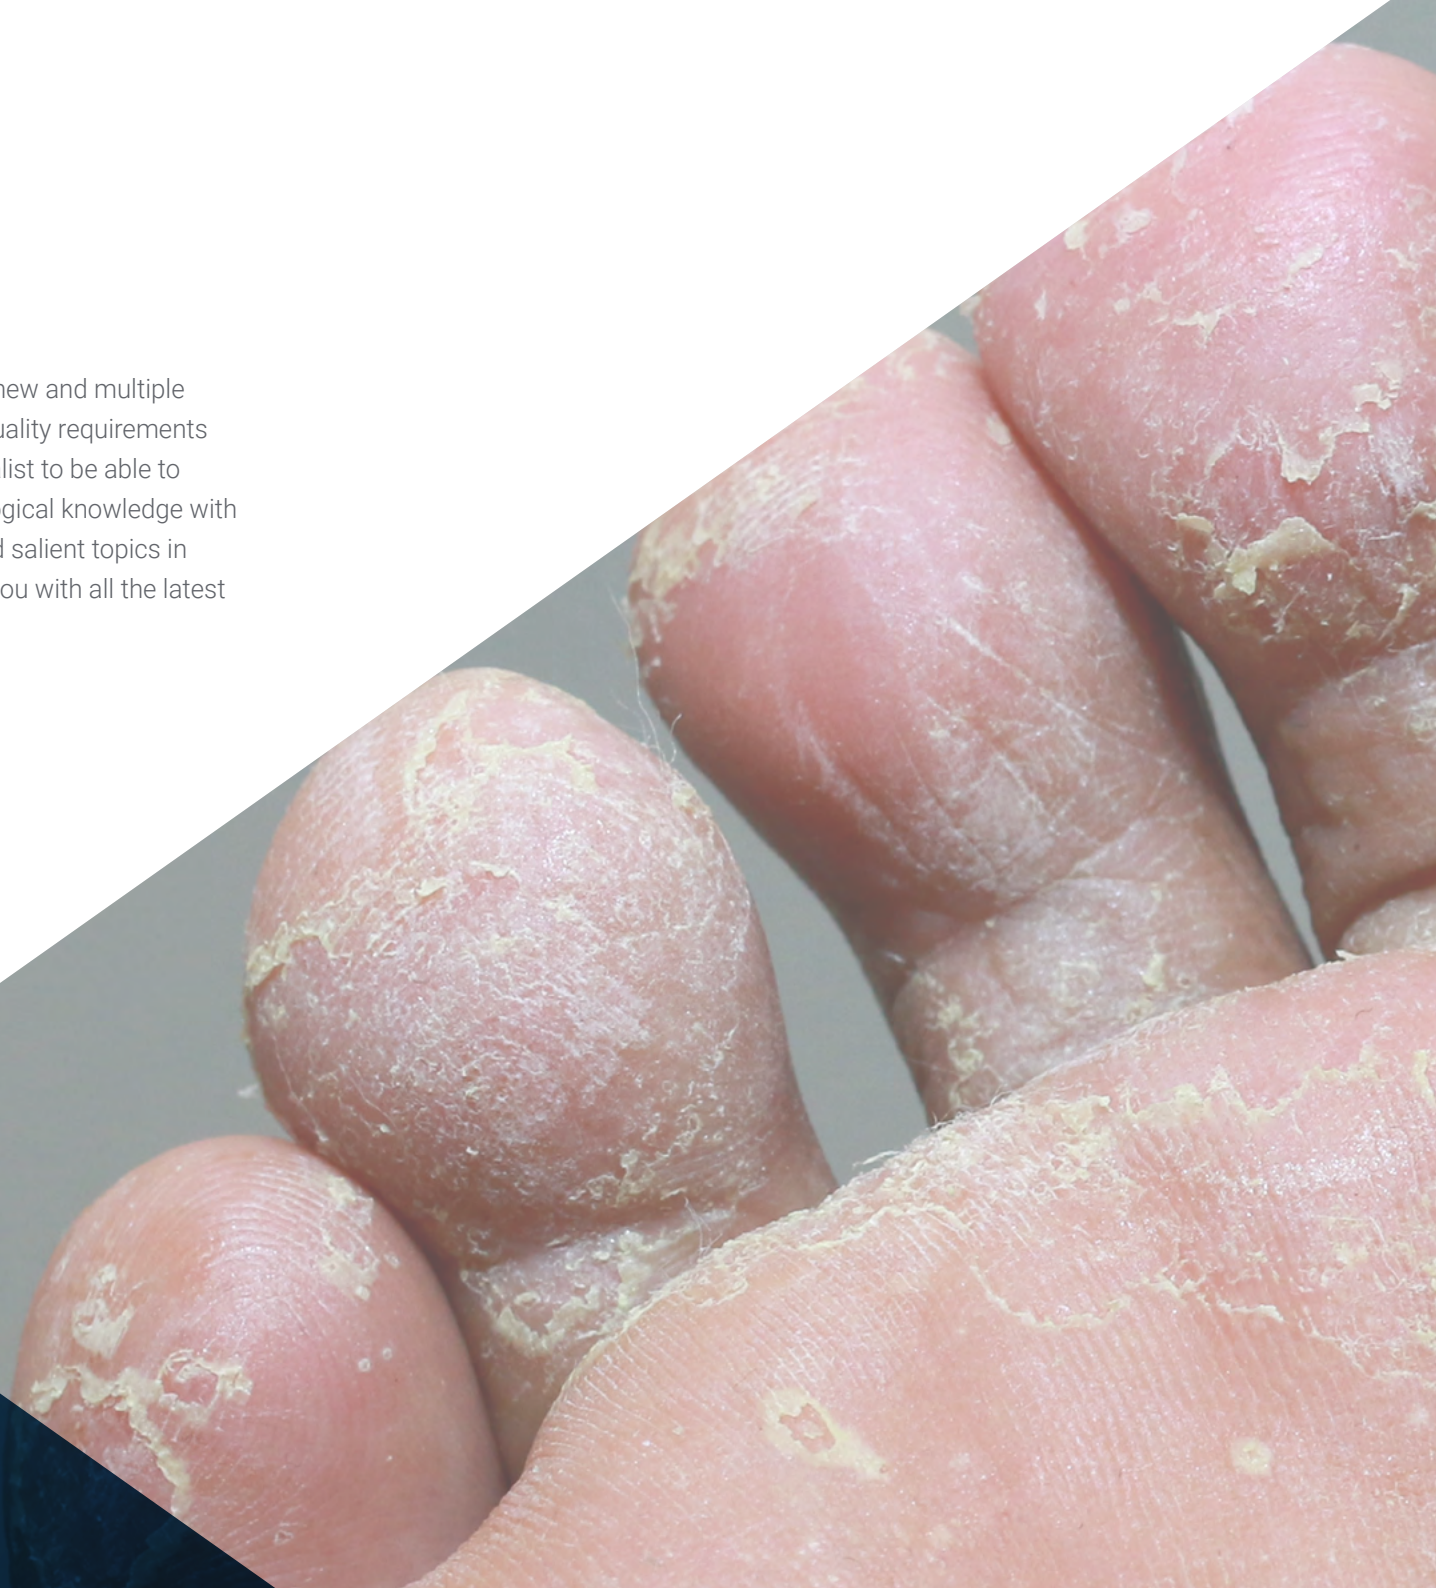 new and multiple
uality requirements
list to be able to
gical knowledge with
d salient topics in
ou with all the latest